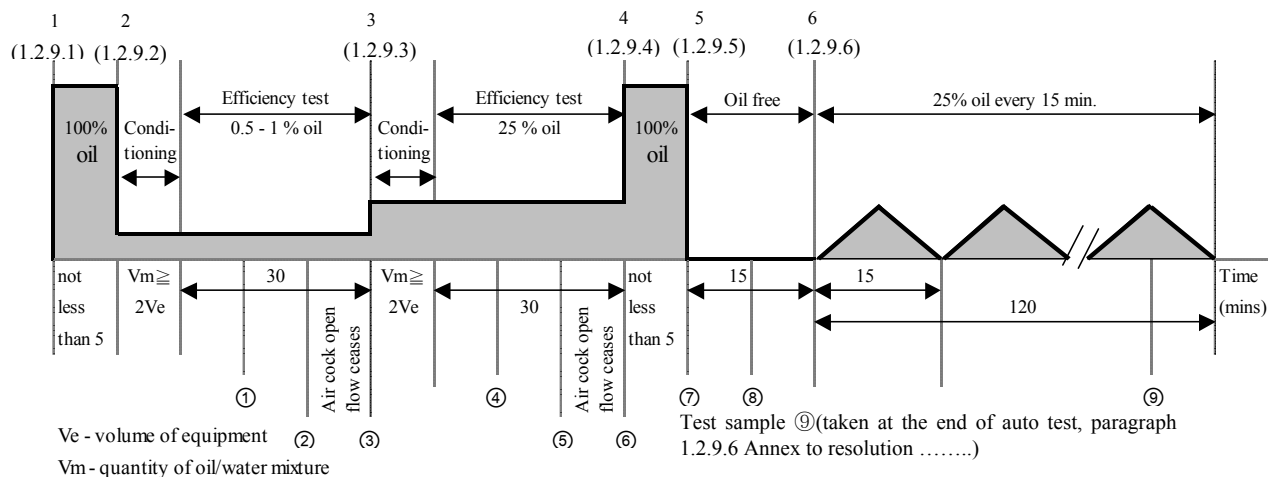 1 2 3 4 5 6
(1.2.9.1) (1.2.9.2) (1.2.9.3) (1.2.9.4) (1.2.9.5) (1.2.9.6)
100%
oil
Condi-
tioning
Efficiency test
0.5 - 1 % oil
Condi-
tioning
Efficiency test
25 % oil
100%
oil
Oil free
25% oil every 15 min.
not
less
than 5
Vm≧
2Ve
30
Air cock open
flow ceases
Vm≧
2Ve
30
Air cock open
flow ceases
not
less
than 5
15
15
120
Time
(mins)
① ② ③ ④ ⑤ ⑥ ⑦ ⑧ ⑨
Ve - volume of equipment
Vm - quantity of oil/water mixture
Test sample ⑨(taken at the end of auto test, paragraph
1.2.9.6 Annex to resolution ……..)